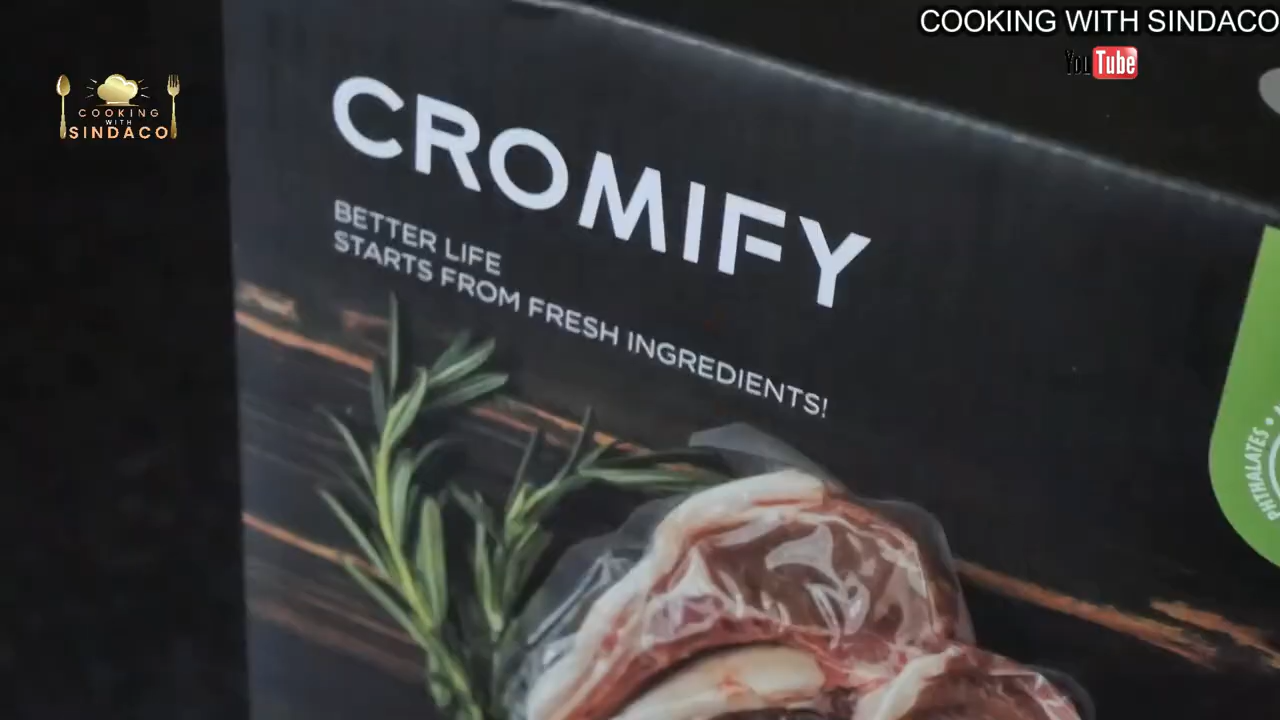 COOKING WITH SINDACO
YouTube
COOKING
WITH
SINDACO
CROMIFY
BETTER LIFE
STARTS FROM FRESH INGREDIENTS!
PHTHALATES •